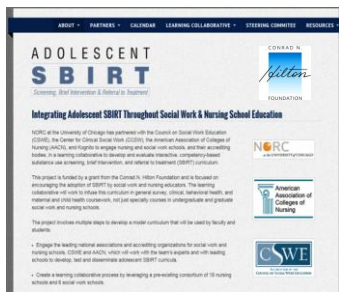 ABOUT PARTNERS CALENDAR LEARNING COLLABORATIVE STEERING COMMITEE RESOURCES
ADOLESCENT
SBIRT
Screening, Brief Intervention & Referral to Treatment
CONRAD N.
Hilton
FOUNDATION
Integrating Adolescent SBIRT Throughout Social Work & Nursing School Education
NORC at the University of Chicago has partnered with the Council on Social Work Education
(CSWE), the Center for Clinical Social Work (CCSW), the American Association of Colleges of
Nursing (AACN), and Kognito to engage nursing and social work schools, and their accrediting
bodies, in a learning collaborative to develop and evaluate interactive, competency-based
substance use screening, brief intervention, and referral to treatment (SBIRT) curriculum.
This project is funded by a grant from the Conrad N. Hilton Foundation and is focused on
encouraging the adoption of SBIRT by social work and nursing educators. The learning
collaborative will work to infuse this curriculum in general survey, clinical, behavioral health, and
maternal and child health coursework, not just specialty courses in undergraduate and graduate
social work and nursing schools.
The project involves multiple steps to develop a model curriculum that will be used by faculty and
students:
• Engage the leading national associations and accrediting organizations for social work and
nursing schools, CSWE and AACN, which will work with the team's experts and with leading
schools to develop, test and disseminate adolescent SBIRT curricula.
• Create a learning collaborative process by leveraging a pre-existing consortium of 18 nursing
schools and 8 social work schools.
NORC
at the UNIVERSITY of CHICAGO
American
Association of
Colleges of
Nursing
CSWE
COUNCIL ON SOCIAL WORK EDUCATION